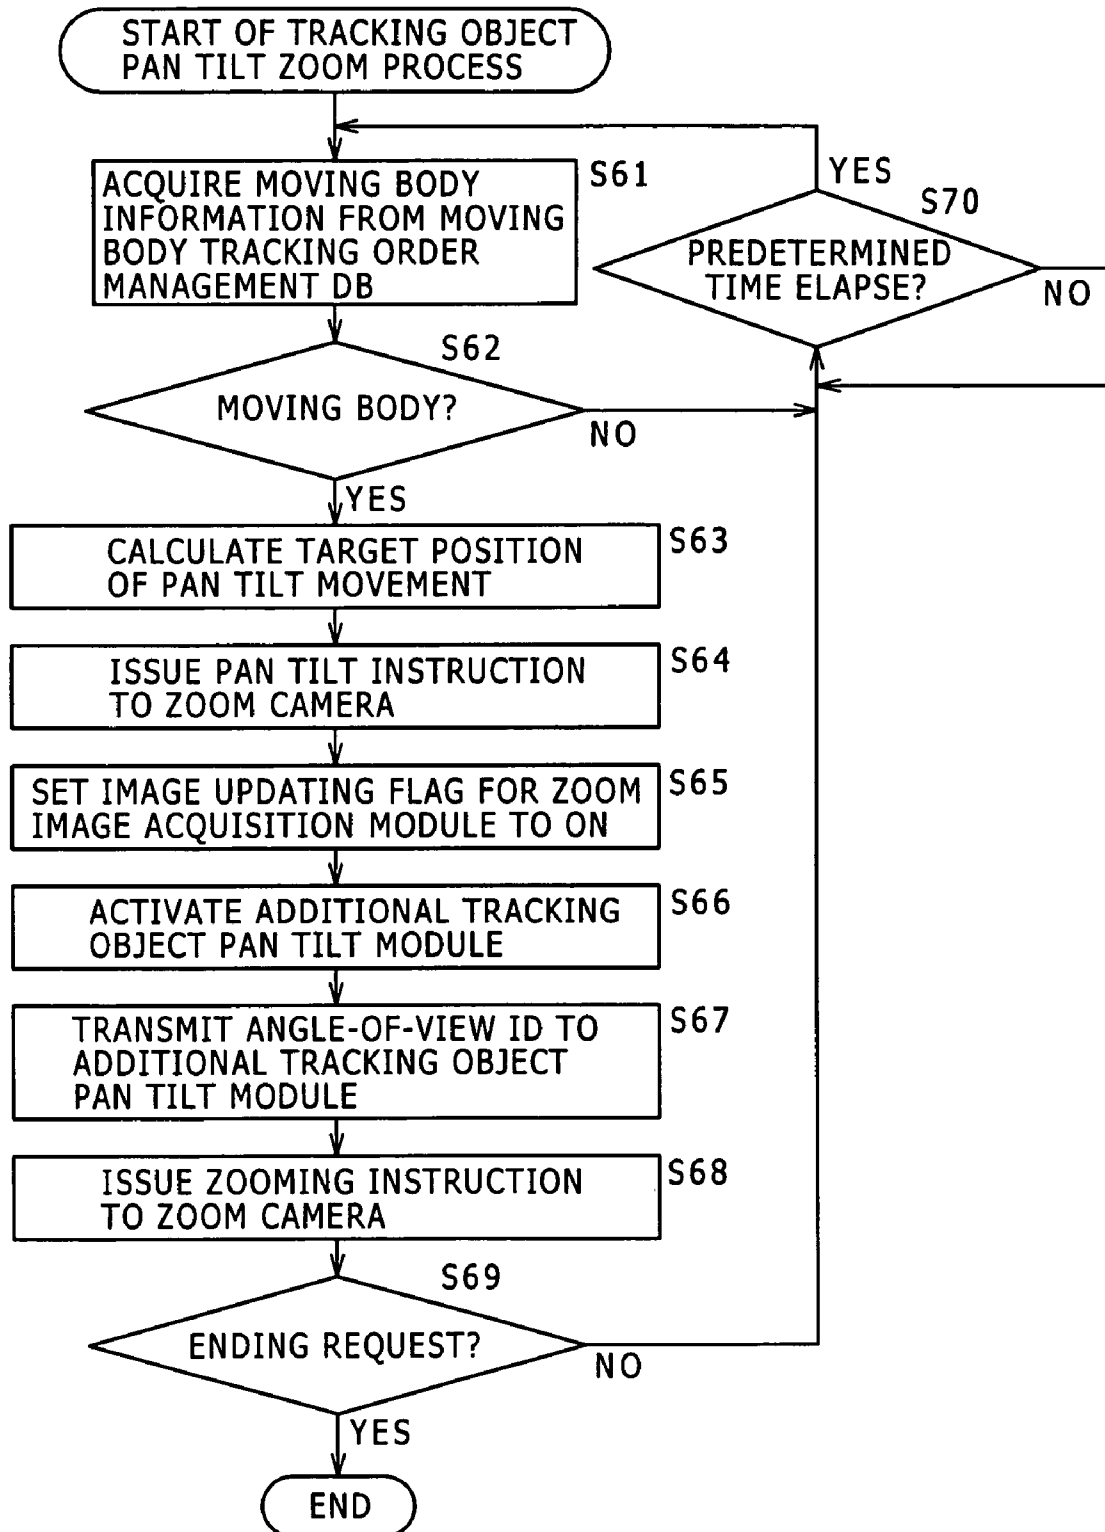 START OF TRACKING OBJECT
PAN TILT ZOOM PROCESS
ACQUIRE MOVING BODY
INFORMATION FROM MOVING
BODY TRACKING ORDER
MANAGEMENT DB
S61
YES
S70
PREDETERMINED
TIME ELAPSE?
NO
S62
MOVING BODY?
NO
YES
CALCULATE TARGET POSITION
OF PAN TILT MOVEMENT
S63
ISSUE PAN TILT INSTRUCTION
TO ZOOM CAMERA
S64
SET IMAGE UPDATING FLAG FOR ZOOM
IMAGE ACQUISITION MODULE TO ON
S65
ACTIVATE ADDITIONAL TRACKING
OBJECT PAN TILT MODULE
S66
TRANSMIT ANGLE-OF-VIEW ID TO
ADDITIONAL TRACKING OBJECT
PAN TILT MODULE
S67
ISSUE ZOOMING INSTRUCTION
TO ZOOM CAMERA
S68
S69
ENDING REQUEST?
NO
YES
END